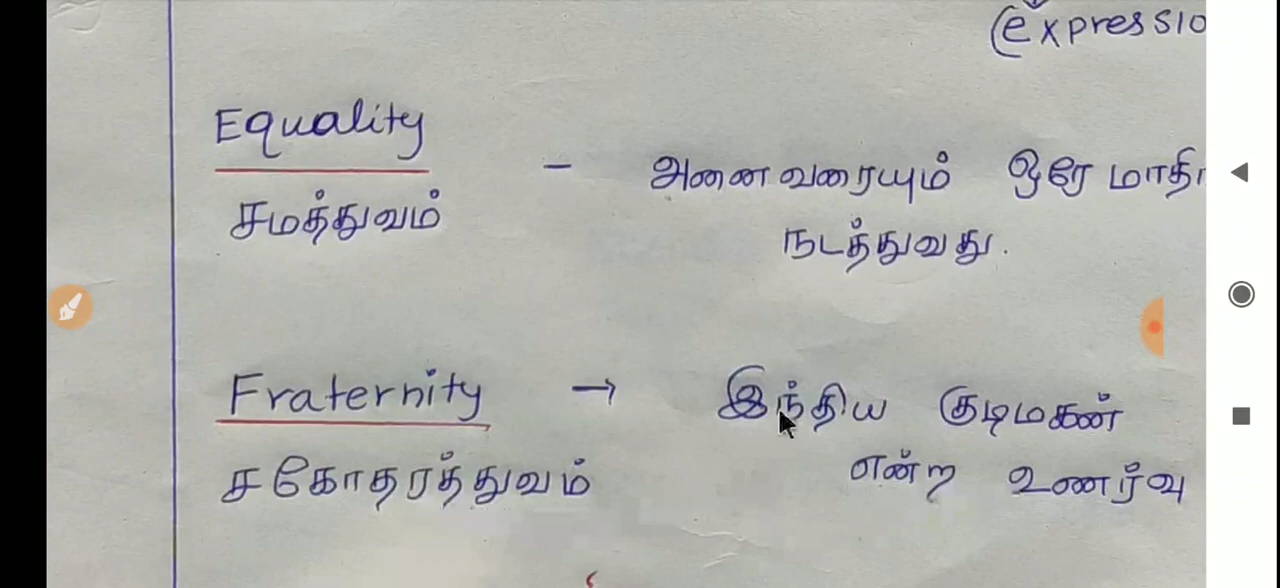 (expressio
Equality
சமத்துவம்
- அனைவரையும் ஒரே மாதி
நடத்துவது.
Fraternity → இந்திய குடிமகன்
சகோதரத்துவம்
என்ற உணர்வு